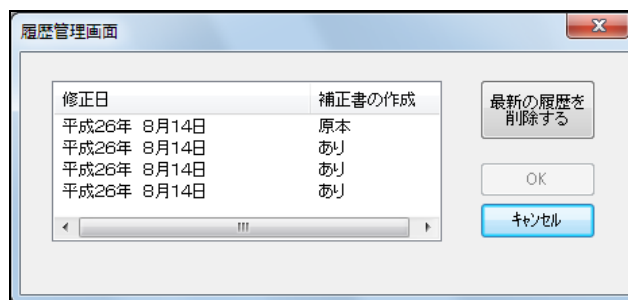 履歴管理画面
修正日 補正書の作成
平成26年 8月14日 原本
平成26年 8月14日 あり
平成26年 8月14日 あり
平成26年 8月14日 あり
最新の履歴を
削除する
OK
キャンセル